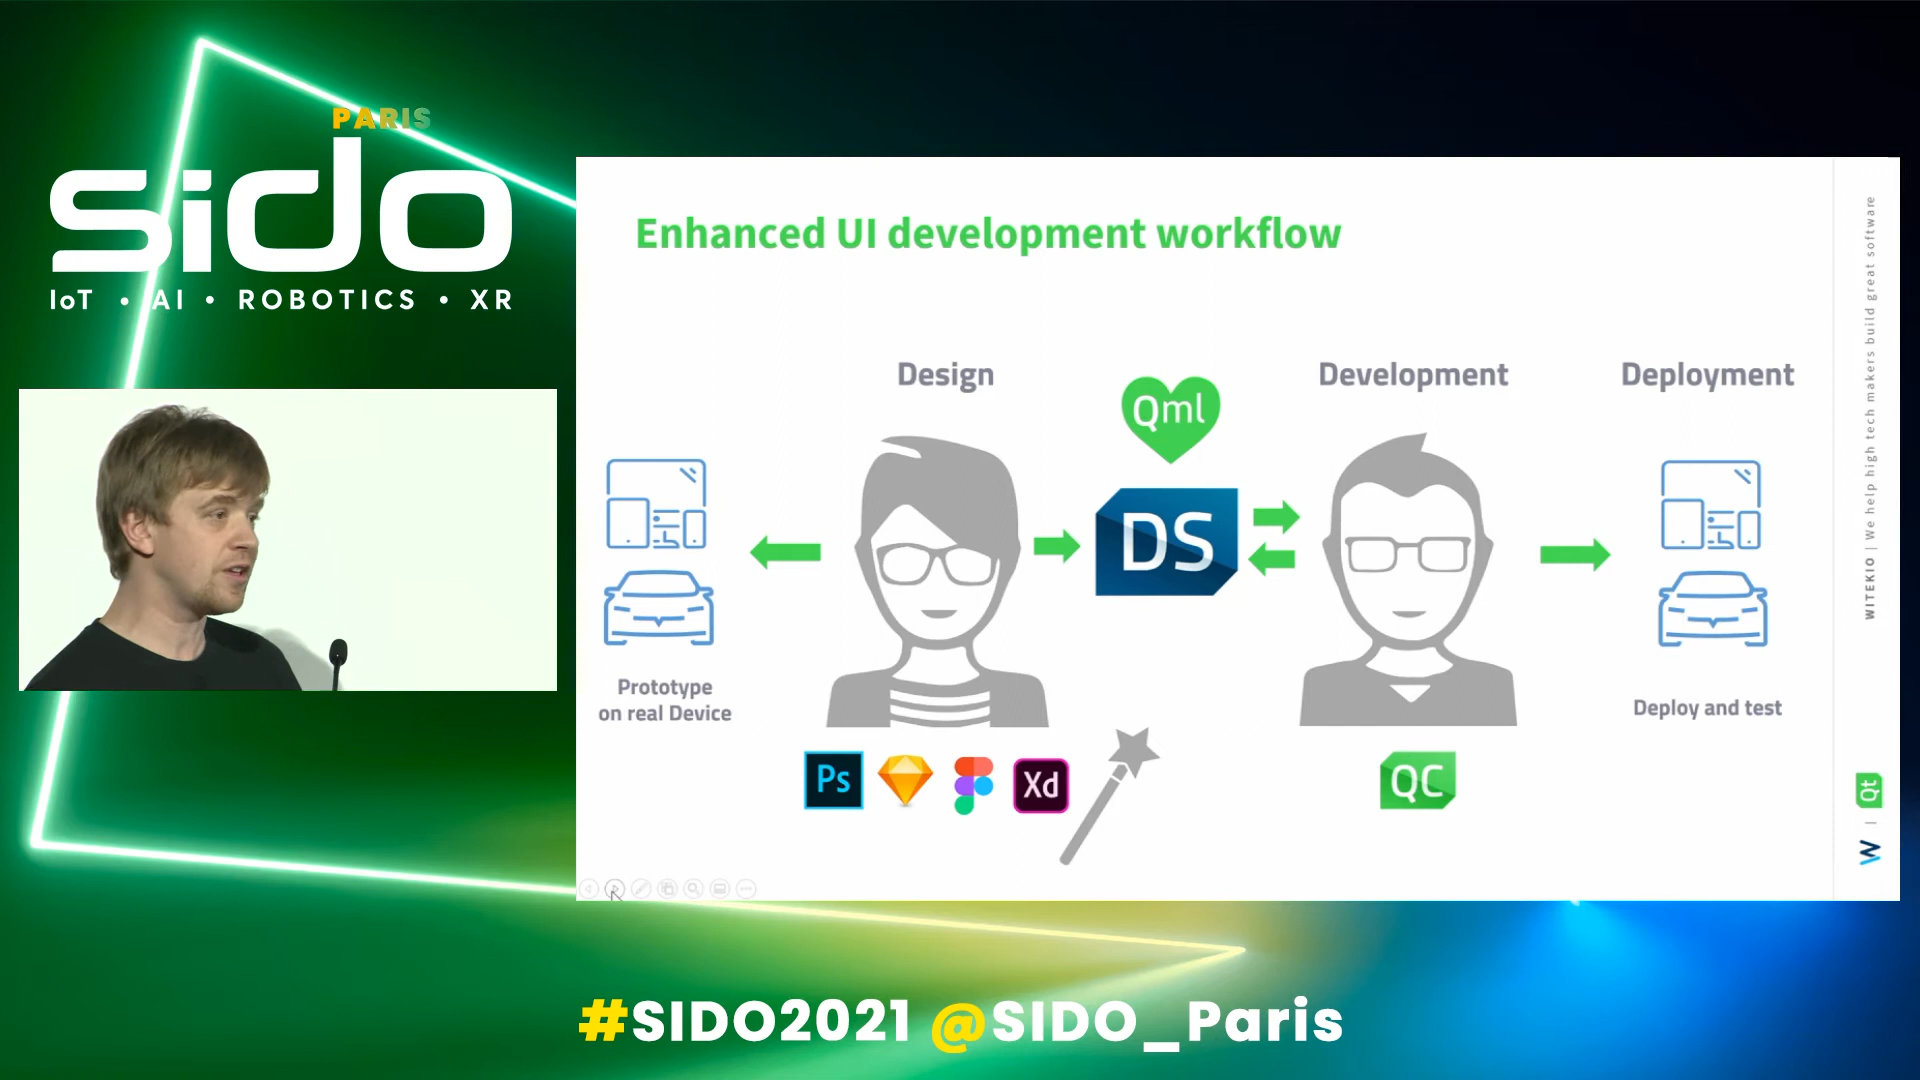 PARIS
sido
IoT • AI • ROBOTICS • XR
Enhanced UI development workflow
Design
Development
Deployment
Qml
DS
Prototype
on real Device
Deploy and test
Ps
Xd
QC
WITEKIO | We help high tech makers build great software
W | Qt
#SIDO2021 @SIDO_Paris